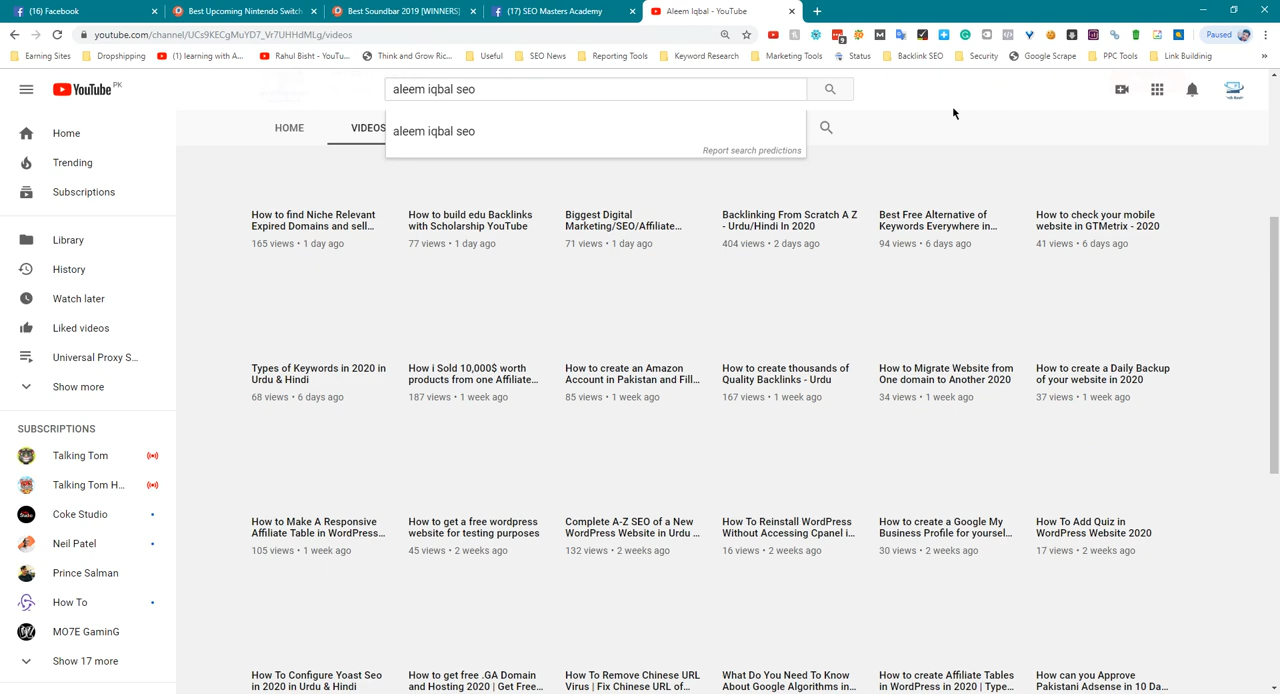 (16) Facebook
Best Upcoming Nintendo Switch
Best Soundbar 2019 [WINNERS]
(17) SEO Masters Academy
Aleem Iqbal - YouTube
youtube.com/channel/UCs9KECgMuYD7_Vr7UHHdMLg/videos
9
Paused
Earning Sites
Dropshipping
(1) learning with A...
Rahul Bisht - YouTu...
Think and Grow Ric...
Useful
SEO News
Reporting Tools
Keyword Research
Marketing Tools
Status
Backlink SEO
Security
Google Scrape
PPC Tools
Link Buildinig
»
YouTube PK
aleem iqbal seo
aleem iqbal seo
Report search predictions
HOME
VIDEOS
Home
Trending
Subscriptions
Library
History
Watch later
Liked videos
Universal Proxy S...
Show more
SUBSCRIPTIONS
Talking Tom
Talking Tom H...
Coke Studio
Neil Patel
Prince Salman
How To
MO7E GaminG
Show 17 more
How to find Niche Relevant
Expired Domains and sell...
165 views • 1 day ago
How to build edu Backlinks
with Scholarship YouTube
77 views • 1 day ago
Biggest Digital
Marketing/SEO/Affiliate...
71 views • 1 day ago
Backlinking From Scratch A Z
- Urdu/Hindi In 2020
404 views • 2 days ago
Best Free Alternative of
Keywords Everywhere in...
94 views • 6 days ago
How to check your mobile
website in GTMetrix - 2020
41 views • 6 days ago
Types of Keywords in 2020 in
Urdu & Hindi
68 views • 6 days ago
How i Sold 10,000$ worth
products from one Affiliate...
187 views • 1 week ago
How to create an Amazon
Account in Pakistan and Fill...
85 views • 1 week ago
How to create thousands of
Quality Backlinks - Urdu
167 views • 1 week ago
How to Migrate Website from
One domain to Another 2020
34 views • 1 week ago
How to create a Daily Backup
of your website in 2020
37 views • 1 week ago
How to Make A Responsive
Affiliate Table in WordPress...
105 views • 1 week ago
How to get a free wordpress
website for testing purposes
45 views • 2 weeks ago
Complete A-Z SEO of a New
WordPress Website in Urdu ...
132 views • 2 weeks ago
How To Reinstall WordPress
Without Accessing Cpanel i...
16 views • 2 weeks ago
How to create a Google My
Business Profile for yoursel...
30 views • 2 weeks ago
How To Add Quiz in
WordPress Website 2020
17 views • 2 weeks ago
How To Configure Yoast Seo
in 2020 in Urdu & Hindi
How to get free .GA Domain
and Hosting 2020 | Get Free...
How To Remove Chinese URL
Virus | Fix Chinese URL of...
What Do You Need To Know
About Google Algorithms in...
How to create Affiliate Tables
in WordPress in 2020 | Type...
How can you Approve
Pakistani Adsense in 10 Da...